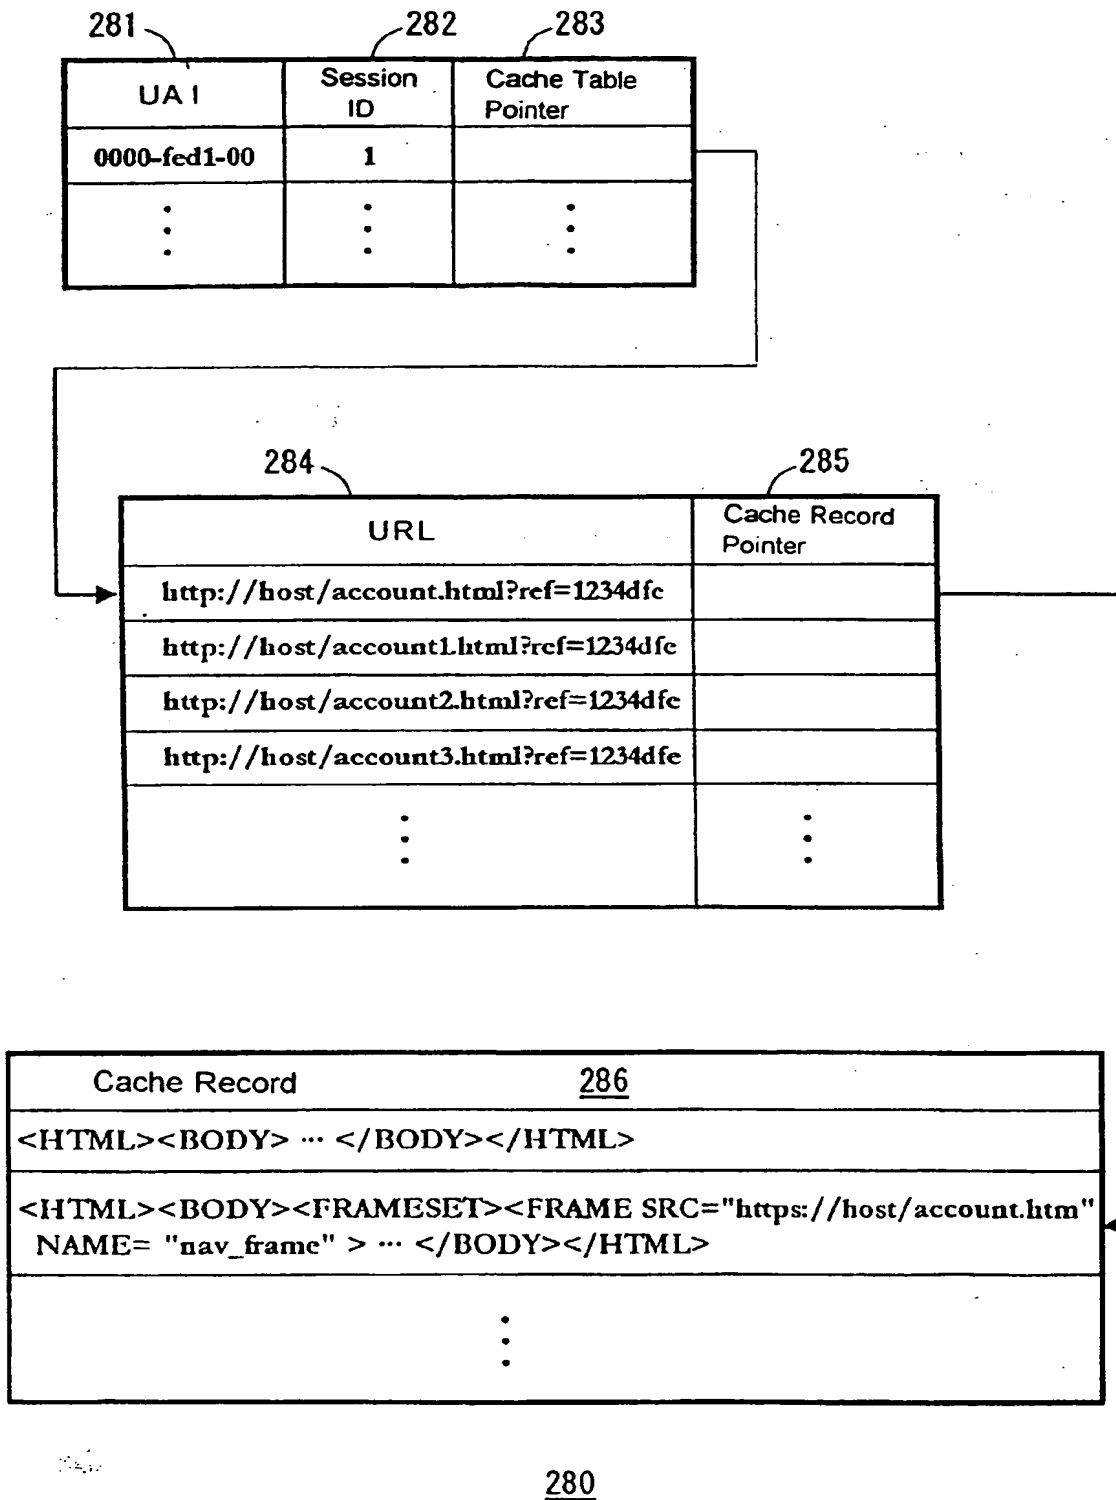 281 282 283
UAI Session ID Cache Table Pointer
0000-fed1-00 1
284 285
URL Cache Record Pointer
http://host/account.html?ref=1234dfe
http://host/account1.html?ref=1234dfe
http://host/account2.html?ref=1234dfe
http://host/account3.html?ref=1234dfe
Cache Record 286
<HTML><BODY> ... </BODY></HTML>
<HTML><BODY><FRAMESET><FRAME SRC="https://host/account.htm"
NAME= "nav_frame" > ... </BODY></HTML>
280